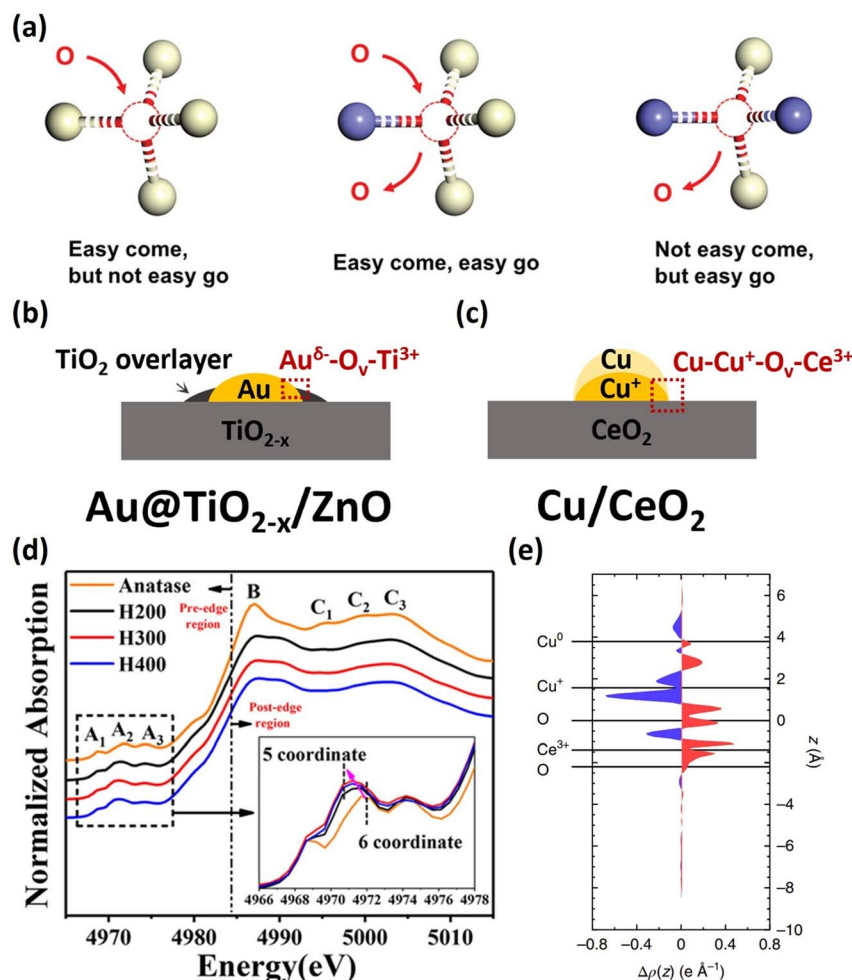 (a)
O
O
O
O
Easy come,
but not easy go
Easy come, easy go
Not easy come,
but easy go
(b)
TiO₂ overlayer
Au^δ⁻-Oᵥ-Ti³⁺
Au
TiO₂₋ₓ
Au@TiO₂₋ₓ/ZnO
(c)
Cu
Cu⁺
Cu-Cu⁺-Oᵥ-Ce³⁺
CeO₂
Cu/CeO₂
(d)
Normalized Absorption
Anatase
H200
H300
H400
Pre-edge
region
B
C₁
C₂
C₃
Post-edge
region
A₁
A₂
A₃
5 coordinate
6 coordinate
4966 4968 4970 4972 4974 4976 4978
4970 4980 4990 5000 5010
Energy(eV)
(e)
Cu⁰
Cu⁺
O
Ce³⁺
O
6
4
2
0
−2
−4
−6
−8
−10
z (Å)
−0.8 −0.4 0 0.4 0.8
Δρ(z) (e Å⁻¹)